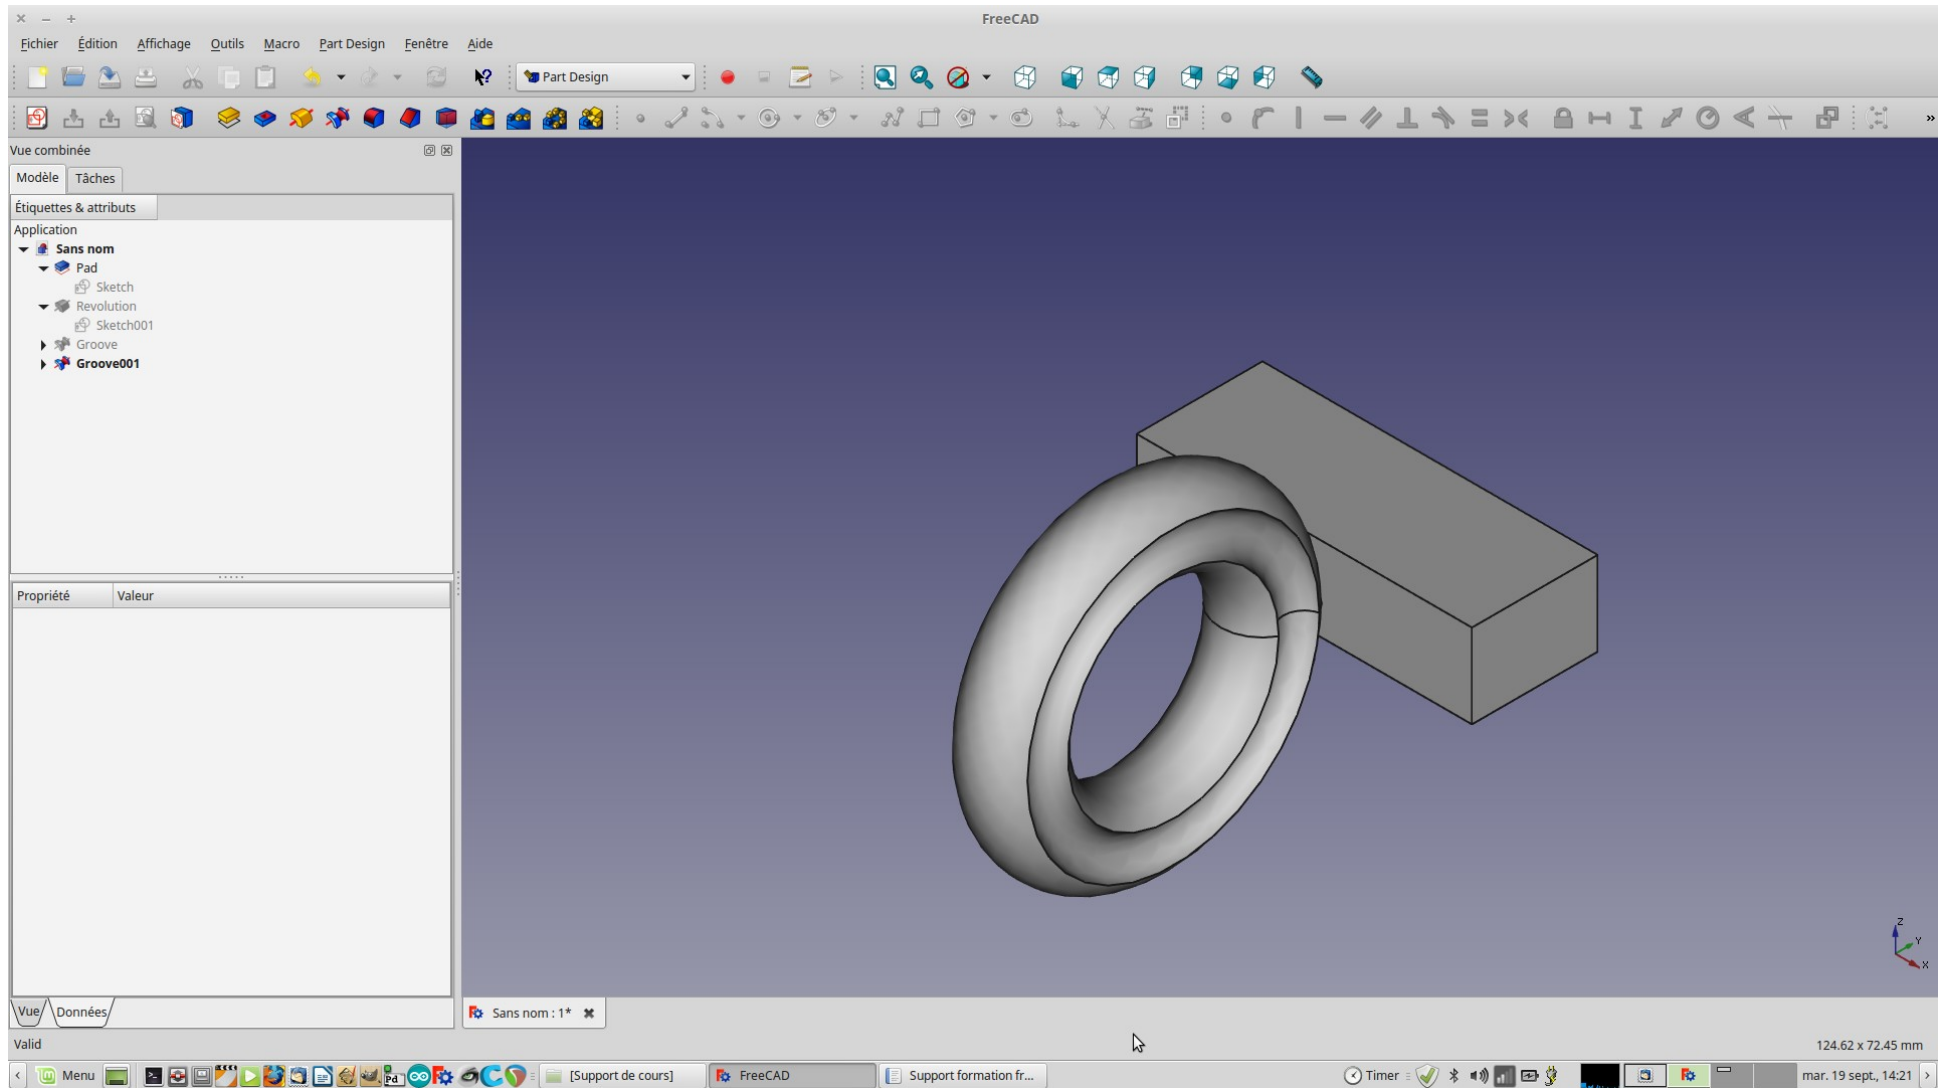 FreeCAD
Fichier Édition Affichage Outils Macro Part Design Fenêtre Aide
Part Design
Vue combinée
Modèle Tâches
Étiquettes & attributs
Application
Sans nom
Pad
Sketch
Revolution
Sketch001
Groove
Groove001
Propriété Valeur
Z
Y
X
Vue Données
Sans nom : 1*
Valid
124.62 x 72.45 mm
Menu Pd [Support de cours] FreeCAD Support formation fr... Timer mar. 19 sept., 14:21